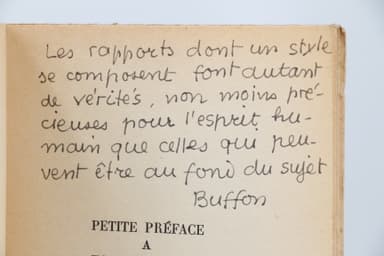 Les rapports dont un style
se composent font autant
de vérités, non moins pré-
cieuses pour l'esprit hu-
main que celles qui peu-
vent être au fond du sujet
Buffon
PETITE PRÉFACE
A